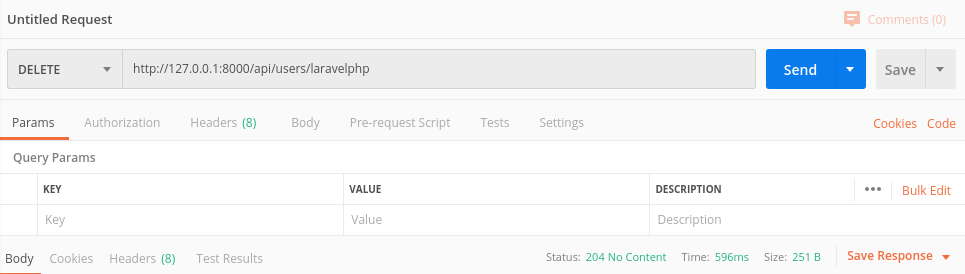 Untitled Request Comments (0)
DELETE http://127.0.0.1:8000/api/users/laravelphp Send Save
Params Authorization Headers (8) Body Pre-request Script Tests Settings Cookies Code
Query Params
KEY VALUE DESCRIPTION ••• Bulk Edit
Key Value Description
Body Cookies Headers (8) Test Results Status: 204 No Content Time: 596ms Size: 251 B Save Response